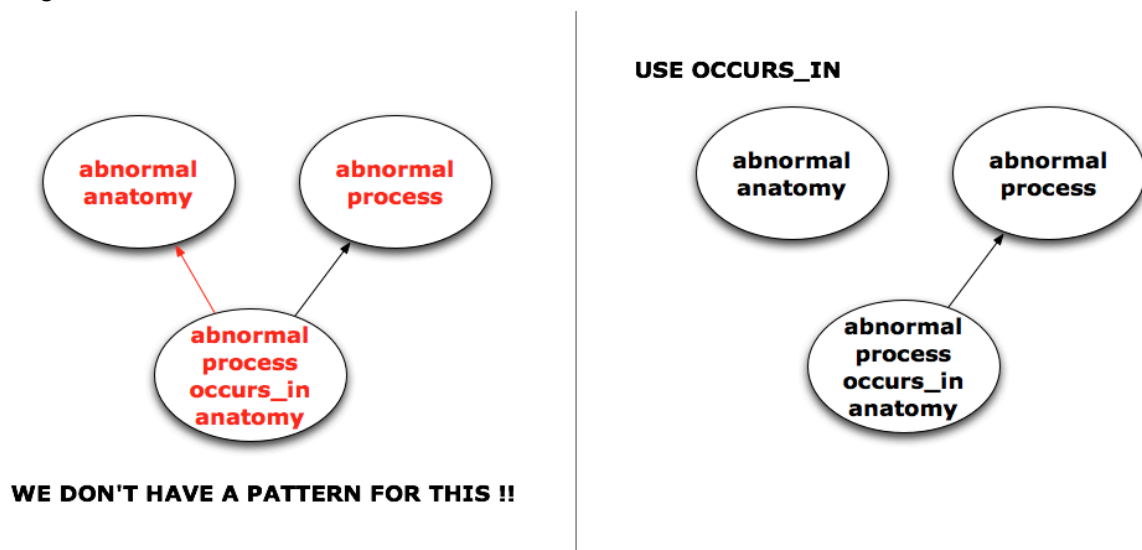 abnormal
anatomy
abnormal
process
abnormal
process
occurs_in
anatomy
WE DON'T HAVE A PATTERN FOR THIS !!
USE OCCURS_IN
abnormal
anatomy
abnormal
process
abnormal
process
occurs_in
anatomy